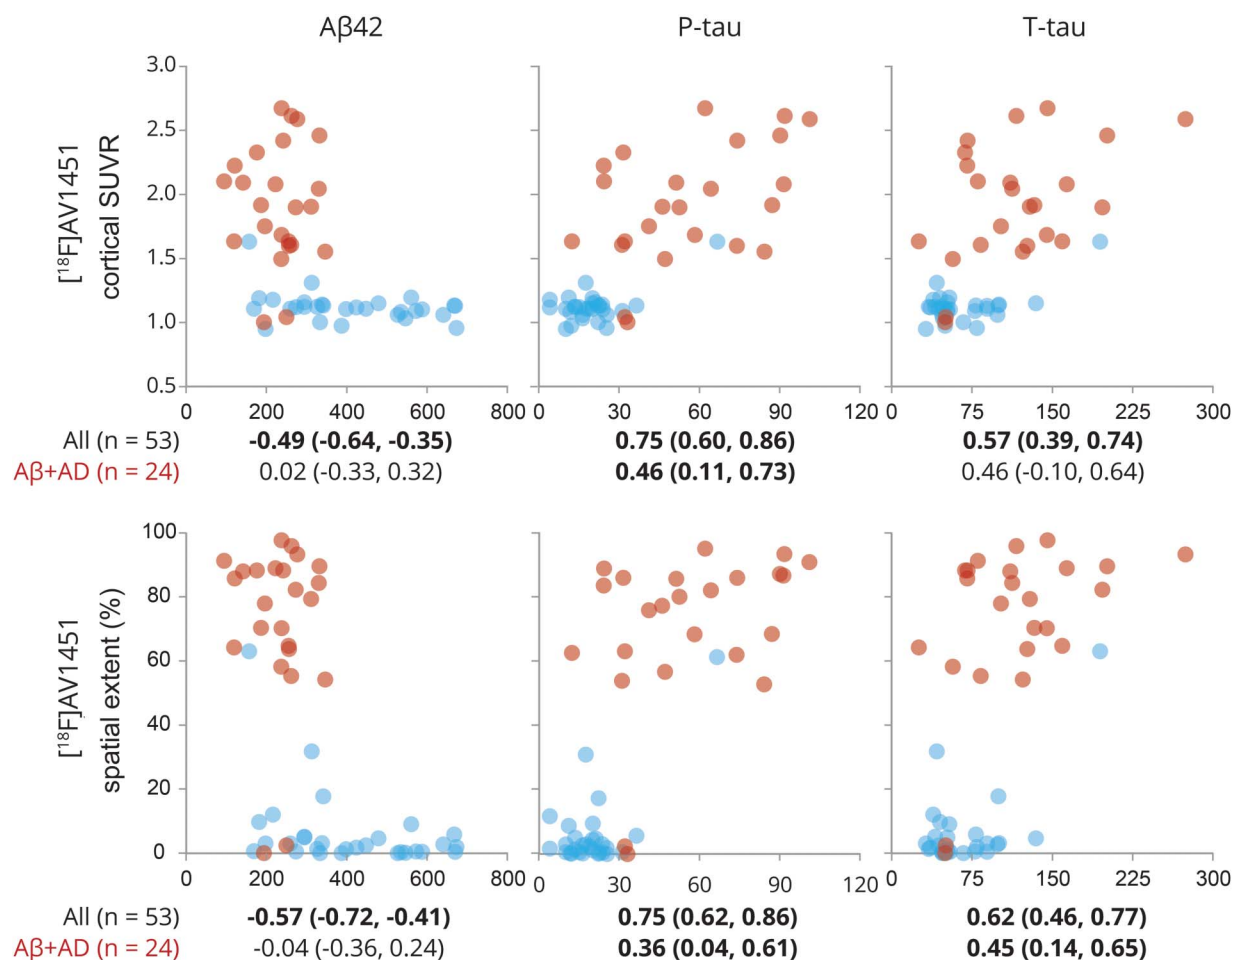 Aβ42 P-tau T-tau
[¹⁸F]AV1451
cortical SUVR
3.0
2.5
2.0
1.5
1.0
0.5
0 200 400 600 800 0 30 60 90 120 0 75 150 225 300
All (n = 53) -0.49 (-0.64, -0.35) 0.75 (0.60, 0.86) 0.57 (0.39, 0.74)
Aβ+AD (n = 24) 0.02 (-0.33, 0.32) 0.46 (0.11, 0.73) 0.46 (-0.10, 0.64)
[¹⁸F]AV1451
spatial extent (%)
100
80
60
40
20
0
0 200 400 600 800 0 30 60 90 120 0 75 150 225 300
All (n = 53) -0.57 (-0.72, -0.41) 0.75 (0.62, 0.86) 0.62 (0.46, 0.77)
Aβ+AD (n = 24) -0.04 (-0.36, 0.24) 0.36 (0.04, 0.61) 0.45 (0.14, 0.65)